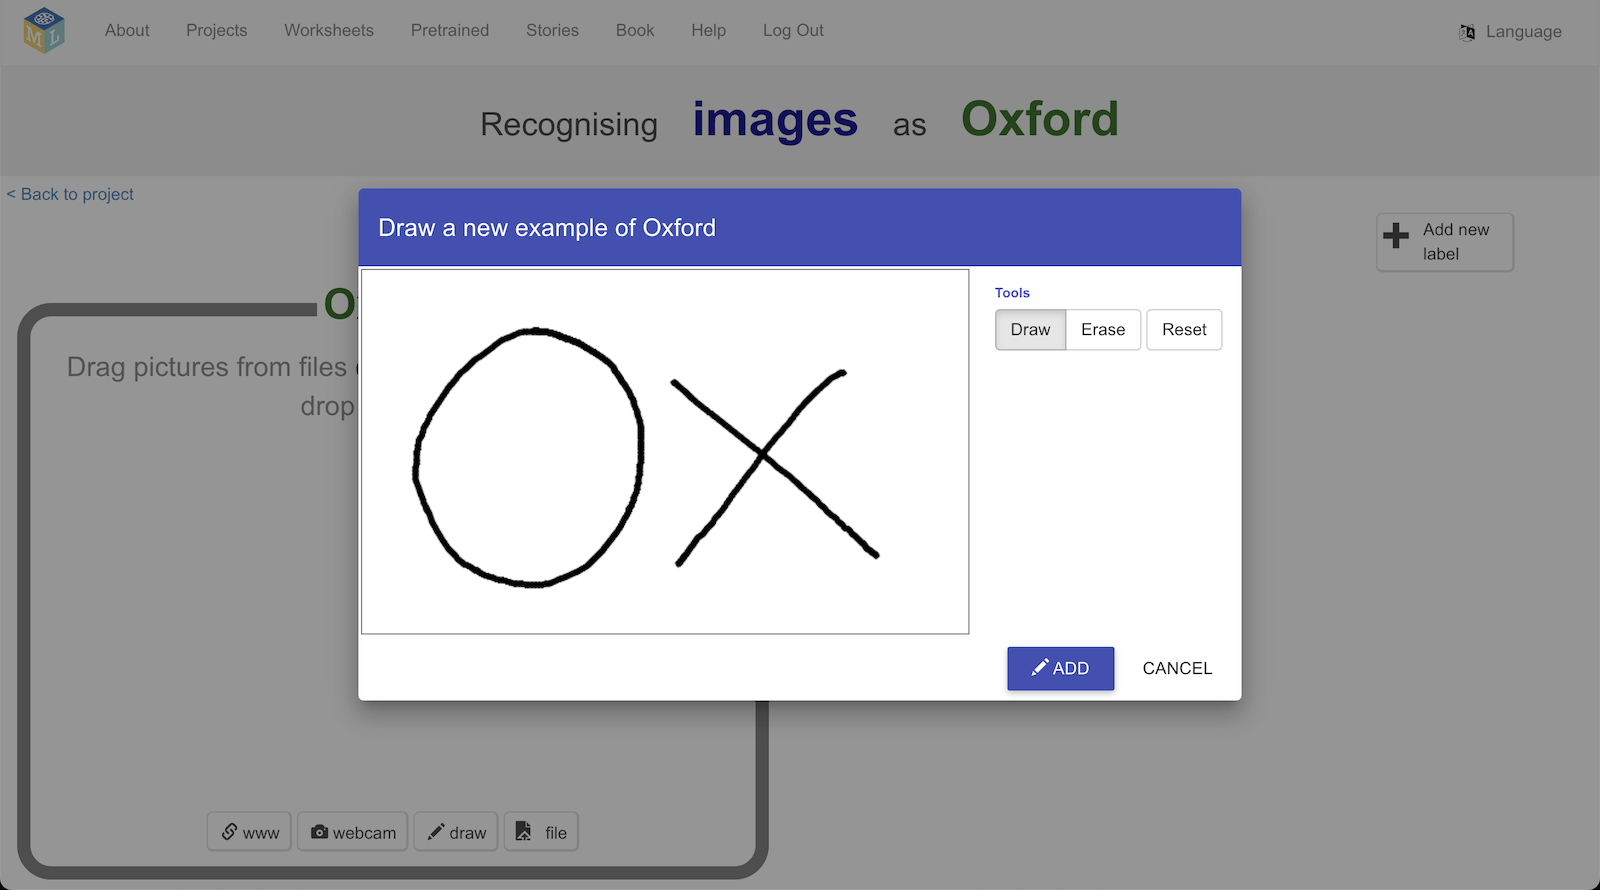 M L
About Projects Worksheets Pretrained Stories Book Help Log Out
Language
Recognising images as Oxford
< Back to project
Add new
label
Draw a new example of Oxford
Tools
Draw Erase Reset
OX
Drag pictures from files
drop
ADD CANCEL
www webcam draw file